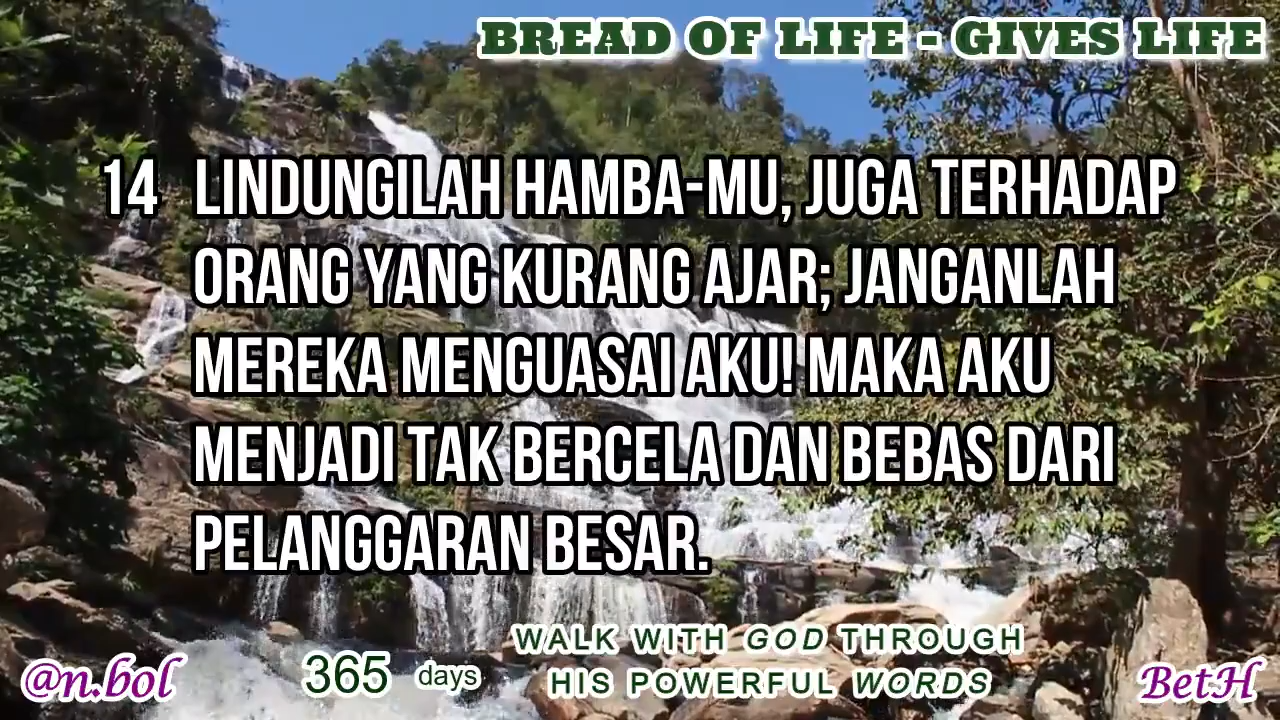 BREAD OF LIFE - GIVES LIFE
14 LINDUNGILAH HAMBA-MU, JUGA TERHADAP
ORANG YANG KURANG AJAR; JANGANLAH
MEREKA MENGUASAI AKU! MAKA AKU
MENJADI TAK BERCELA DAN BEBAS DARI
PELANGGARAN BESAR.
WALK WITH GOD THROUGH
HIS POWERFUL WORDS
@n.bol
365 days
BetH